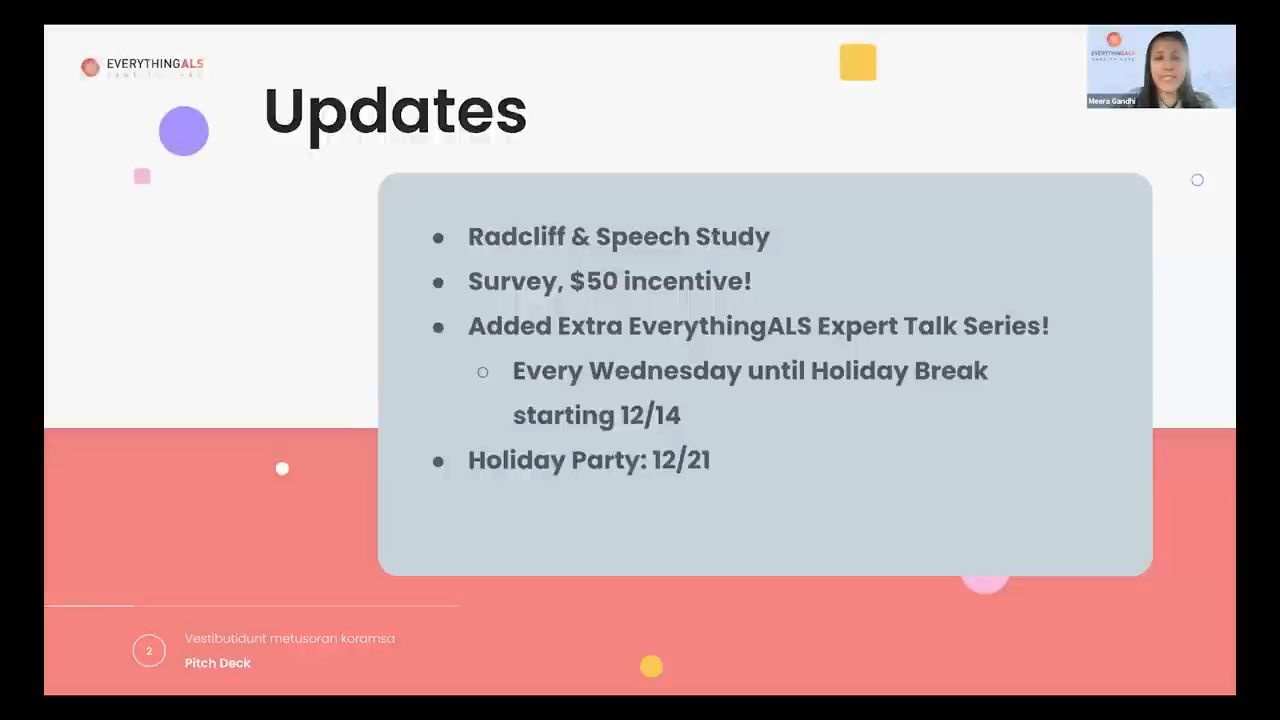 EVERYTHINGALS
Updates
EVERYTHINGALS
Meera Gandhi
● Radcliff & Speech Study
● Survey, $50 incentive!
● Added Extra EverythingALS Expert Talk Series!
○ Every Wednesday until Holiday Break
starting 12/14
● Holiday Party: 12/21
2
Vestibutidunt metusoran koramsa
Pitch Deck